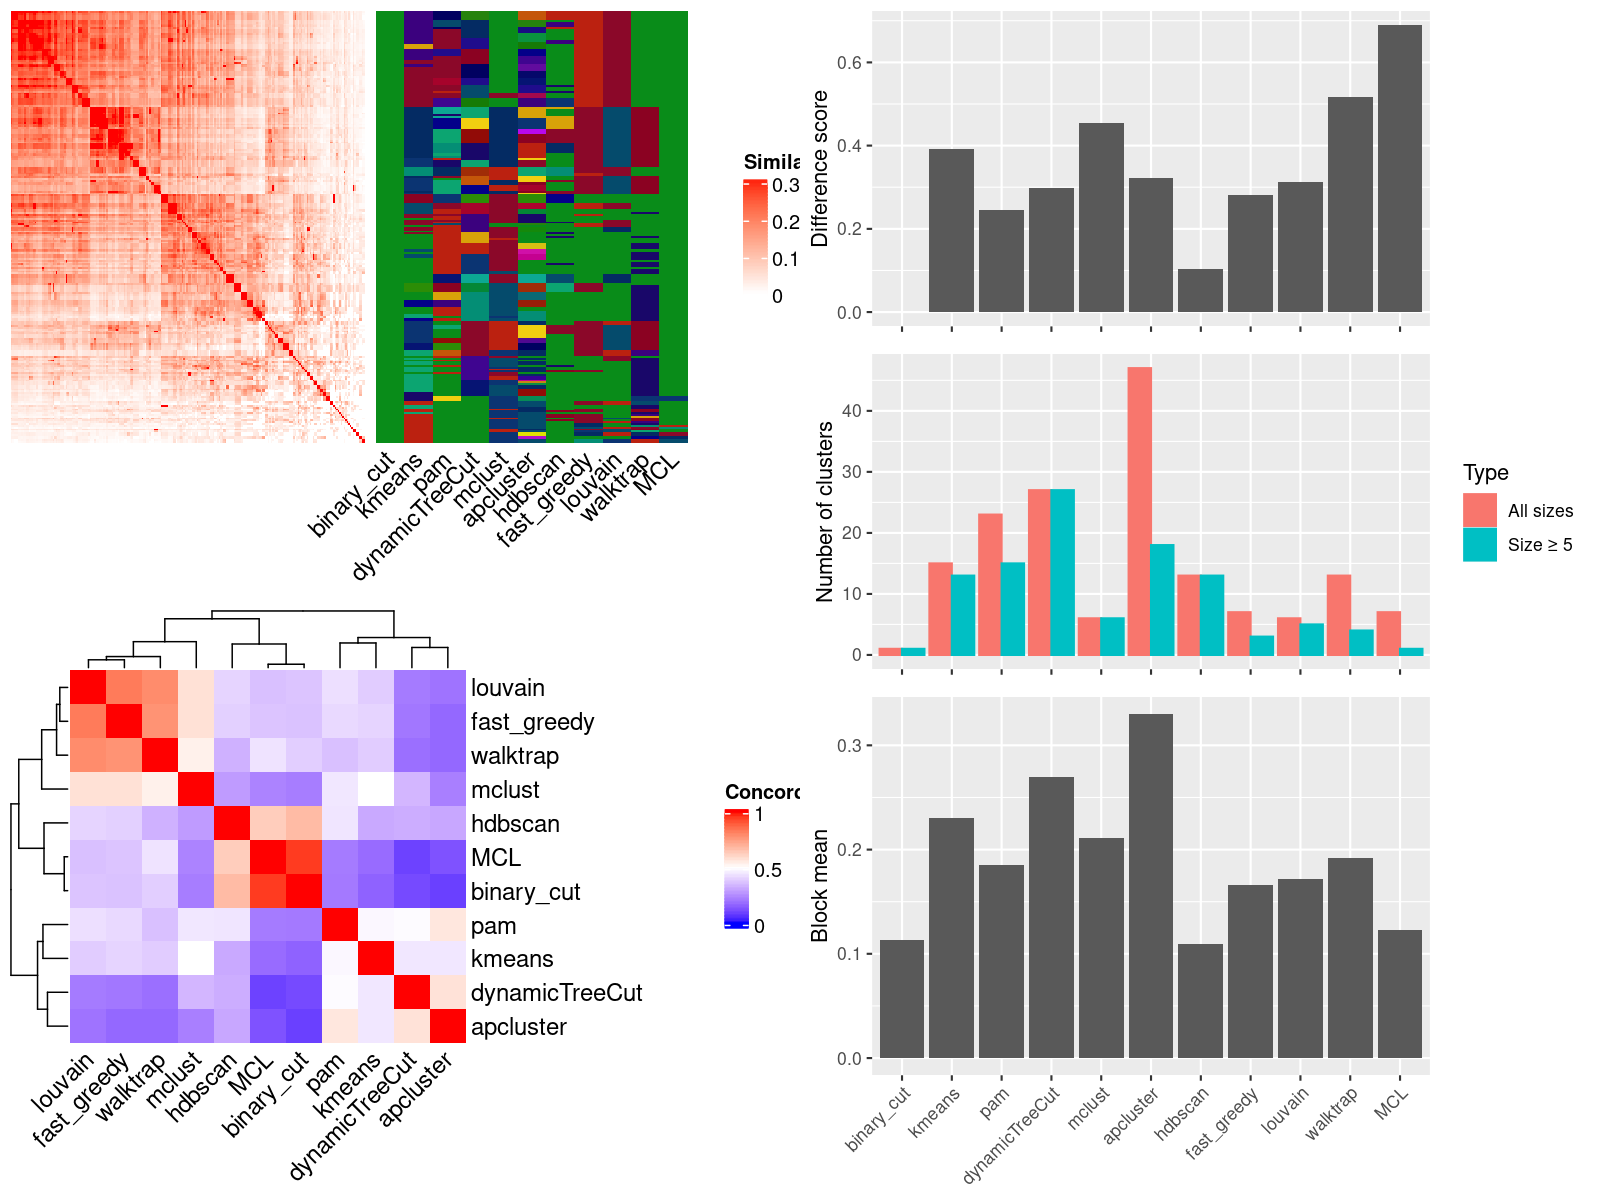 Simila
0.3
0.2
0.1
0
binary_cut
kmeans
pam
dynamicTreeCut
mclust
apcluster
hdbscan
fast_greedy
louvain
walktrap
MCL
louvain
fast_greedy
walktrap
mclust
hdbscan
MCL
binary_cut
pam
kmeans
dynamicTreeCut
apcluster
louvain
fast_greedy
walktrap
mclust
hdbscan
MCL
binary_cut
pam
kmeans
dynamicTreeCut
apcluster
Concord
1
0.5
0
Difference score
0.6
0.4
0.2
0.0
Number of clusters
40
30
20
10
0
Type
All sizes
Size ≥ 5
Block mean
0.3
0.2
0.1
0.0
binary_cut
kmeans
pam
dynamicTreeCut
mclust
apcluster
hdbscan
fast_greedy
louvain
walktrap
MCL